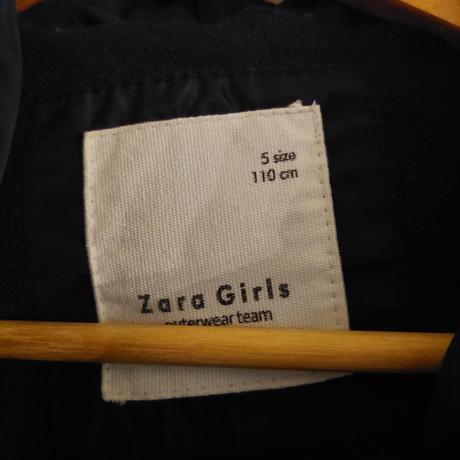 5 size
110 cm
Zara Girls
outerwear team